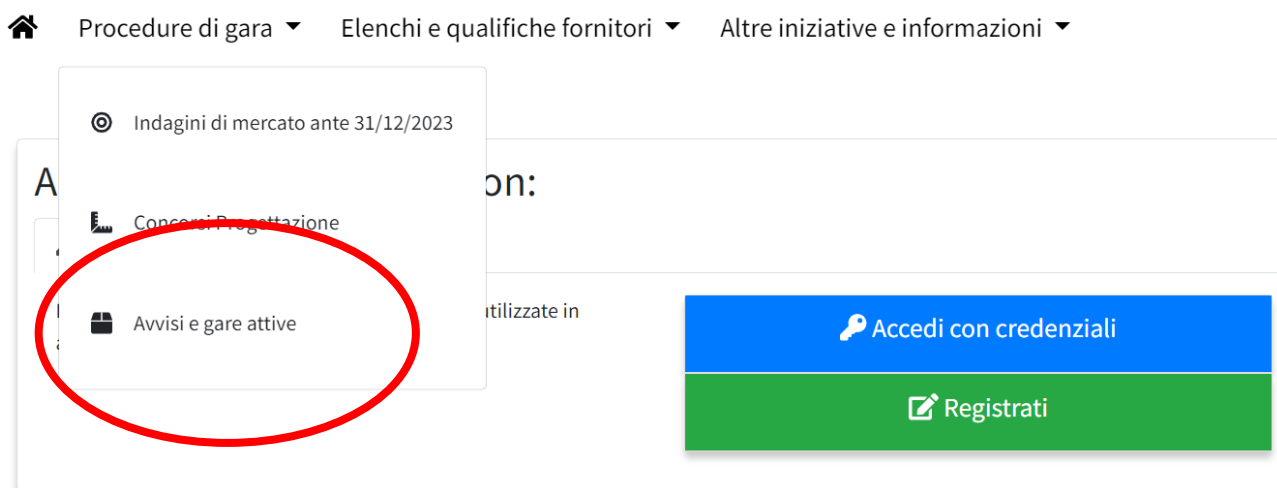 Procedure di gara Elenchi e qualifiche fornitori Altre iniziative e informazioni
Indagini di mercato ante 31/12/2023
A on:
Concorsi Progettazione
utilizzate in
Avvisi e gare attive
Accedi con credenziali
Registrati